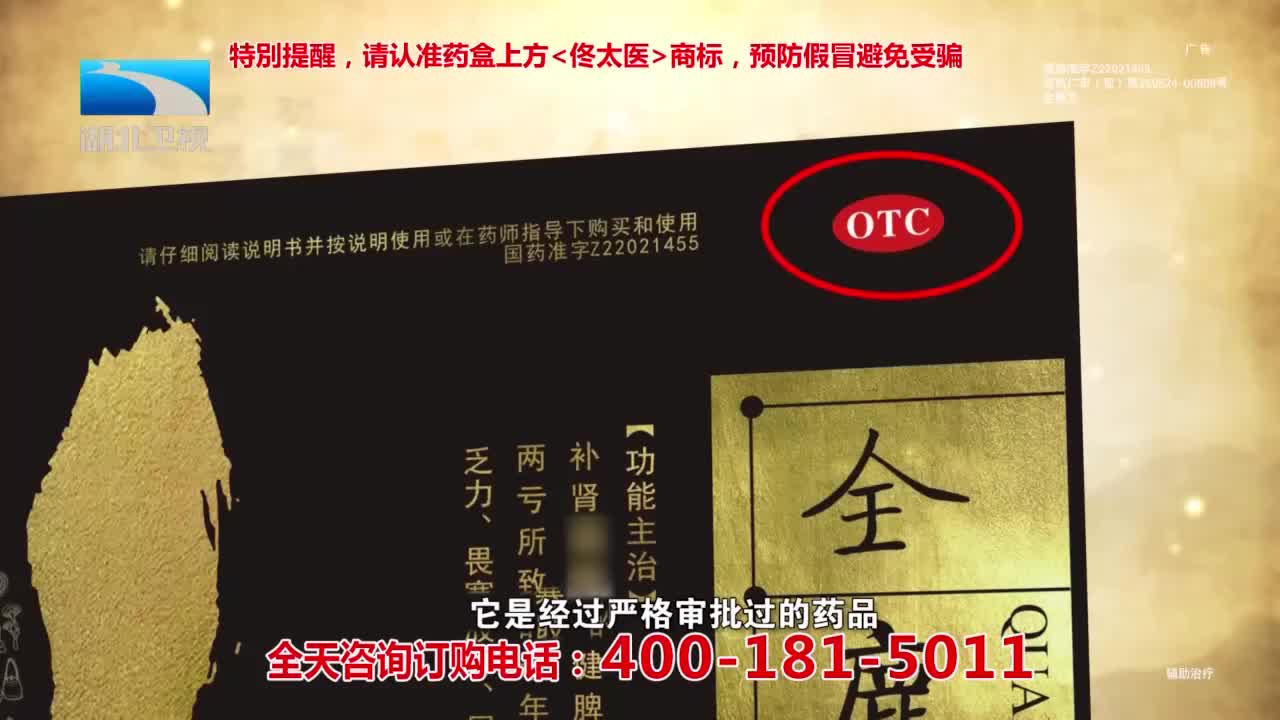 特别提醒，请认准药盒上方<佟太医>商标，预防假冒避免受骗
广告
湖北卫视
请仔细阅读说明书并按说明使用或在药师指导下购买和使用
国药准字Z22021455
OTC
【功能主治】
补肾
健脾
两亏所致
年
乏力、畏寒
全鹿
QUA
它是经过严格审批过的药品
全天咨询订购电话：400-181-5011
辅助治疗